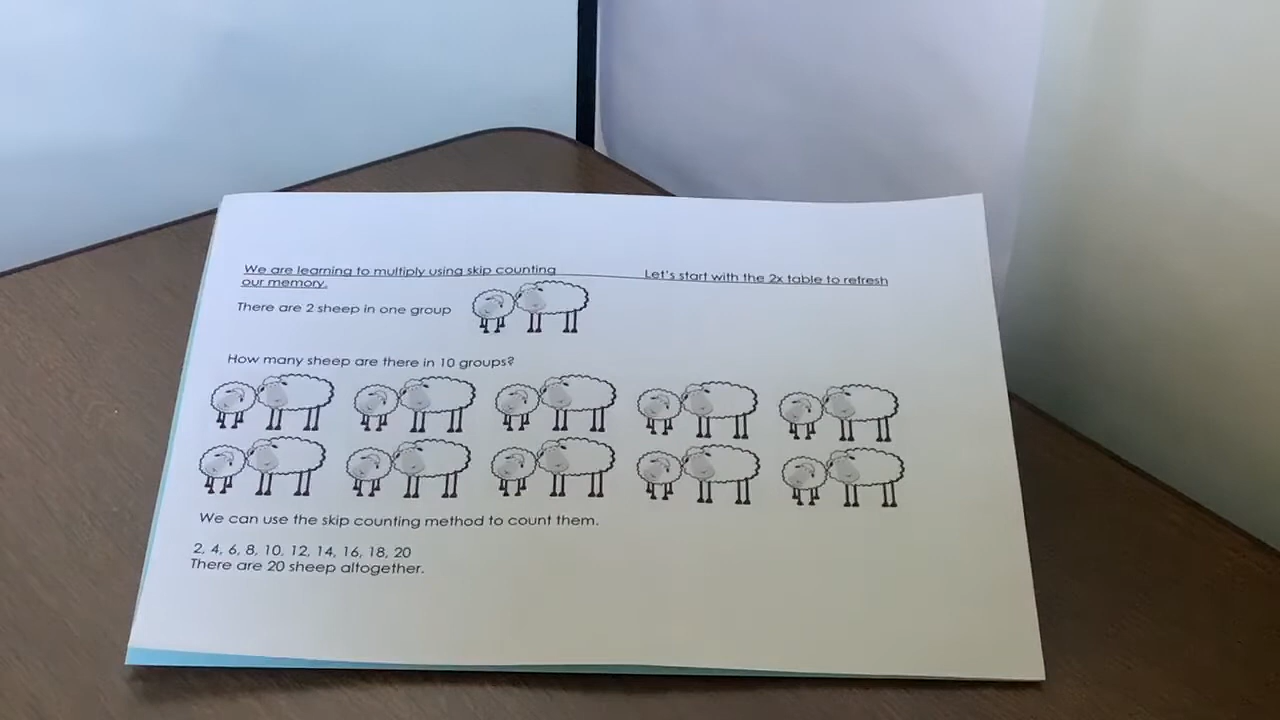 We are learning to multiply using skip counting Let's start with the 2x table to refresh
our memory.
There are 2 sheep in one group
How many sheep are there in 10 groups?
We can use the skip counting method to count them.
2, 4, 6, 8, 10, 12, 14, 16, 18, 20
There are 20 sheep altogether.